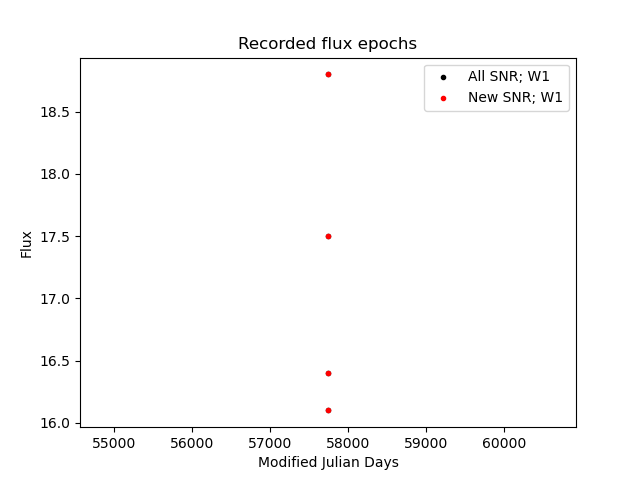 Recorded flux epochs
All SNR; W1
New SNR; W1
18.5
18.0
17.5
17.0
16.5
16.0
Flux
55000 56000 57000 58000 59000 60000
Modified Julian Days